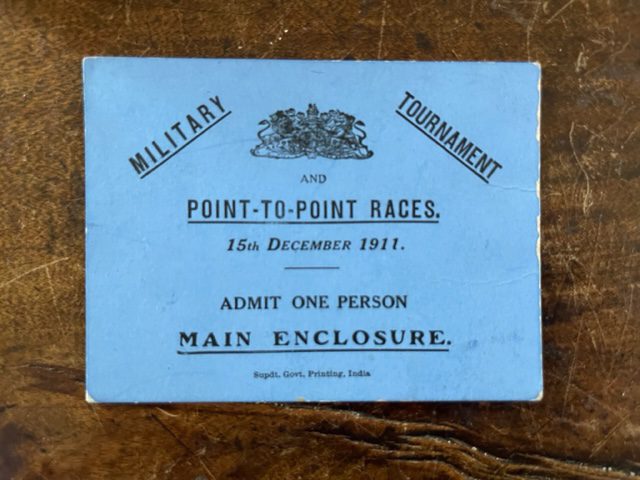 MILITARY
TOURNAMENT
AND
POINT-TO-POINT RACES.
15th DECEMBER 1911.
ADMIT ONE PERSON
MAIN ENCLOSURE.
Supdt. Govt. Printing, India